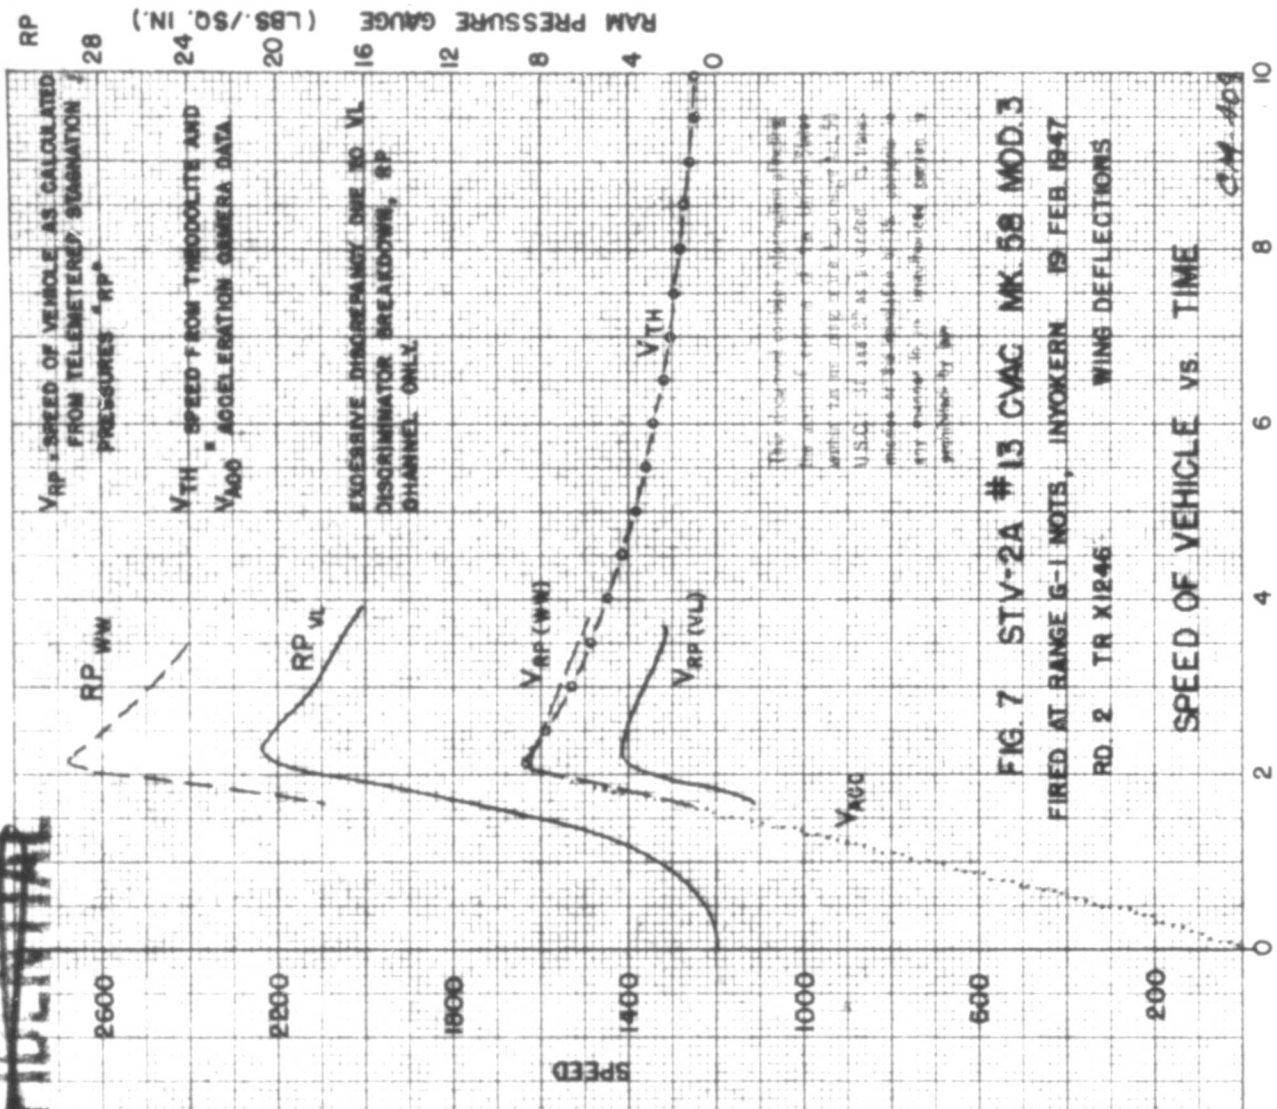 RP
28
24
20
16
12
8
4
0
RAM PRESSURE GAUGE (LBS./SQ. IN.)
V_RP = SPEED OF VEHICLE AS CALCULATED
FROM TELEMETERED STAGNATION
PRESSURES "RP"
V_TH SPEED FROM THEODOLITE AND
V_ACC " ACCELERATION CAMERA DATA
EXCESSIVE DISCREPANCY DUE TO VL
DISCRIMINATOR BREAKDOWN, RP
CHANNEL ONLY.
RP WW
RP VL
V_RP (WW)
V_RP (VL)
V_TH
V_ACC
2600
2200
1800
1400
1000
600
200
SPEED
0
2
4
6
8
10
FIG. 7 STV-2A #13 CVAC MK. 58 MOD. 3
FIRED AT RANGE G-1 NOTS, INYOKERN 19 FEB 1947
RD. 2 TR X1246 WING DEFLECTIONS
SPEED OF VEHICLE vs TIME